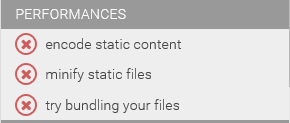 PERFORMANCES
encode static content
minify static files
try bundling your files